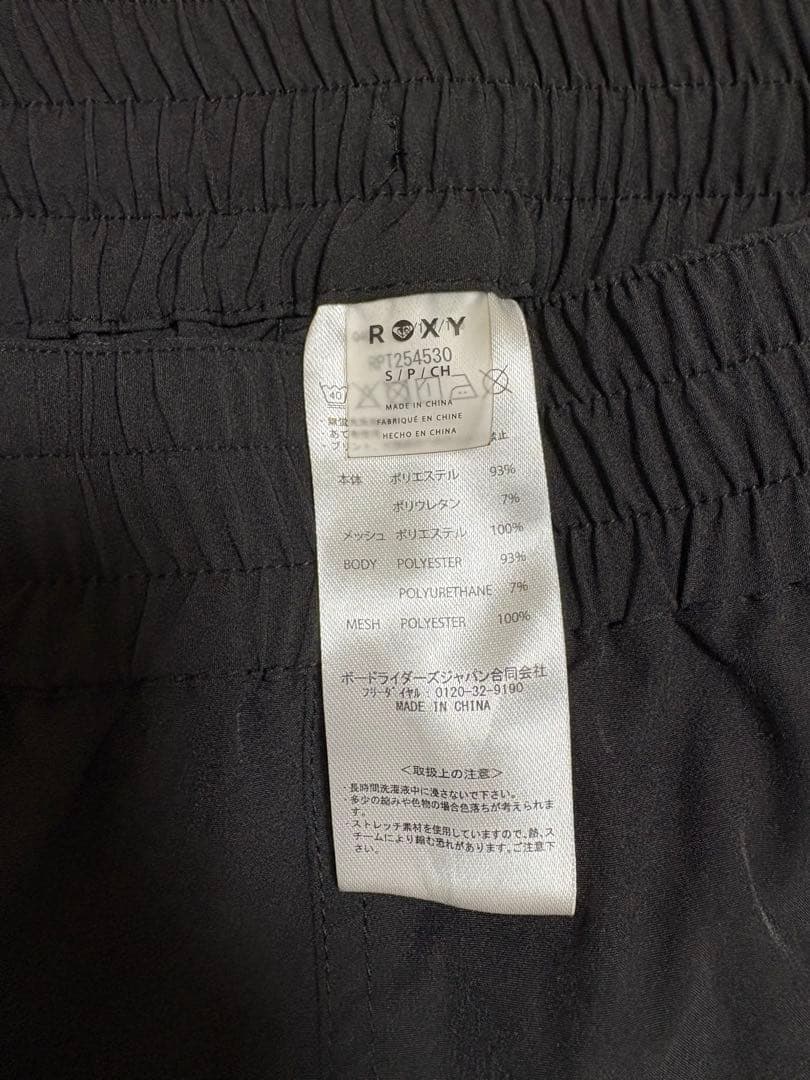 ROXY
RPT254530
S / P / CH
40
MADE IN CHINA
FABRIQUÉ EN CHINE
HECHO EN CHINA
禁止
本体 ポリエステル 93%
ポリウレタン 7%
メッシュ ポリエステル 100%
BODY POLYESTER 93%
POLYURETHANE 7%
MESH POLYESTER 100%
ボードライダーズジャパン合同会社
フリーダイヤル:0120-32-9190
MADE IN CHINA
<取扱上の注意>
・長時間洗濯液中に浸さないで下さい。
・多少の縮みや色物の場合色落ちが考えられま
す。
・ストレッチ素材を使用していますので、熱、ス
チームにより縮む恐れがあります。ご注意下
さい。